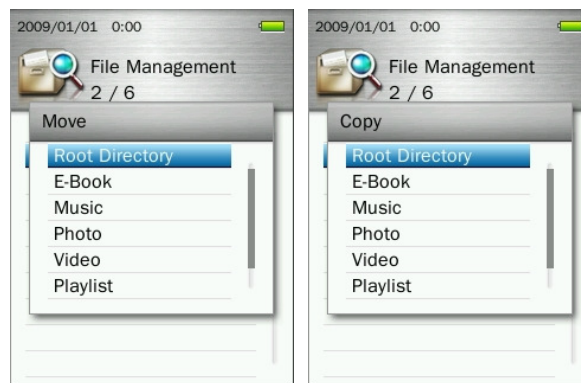 2009/01/01 0:00
File Management
2 / 6
Move
Root Directory
E-Book
Music
Photo
Video
Playlist
2009/01/01 0:00
File Management
2 / 6
Copy
Root Directory
E-Book
Music
Photo
Video
Playlist